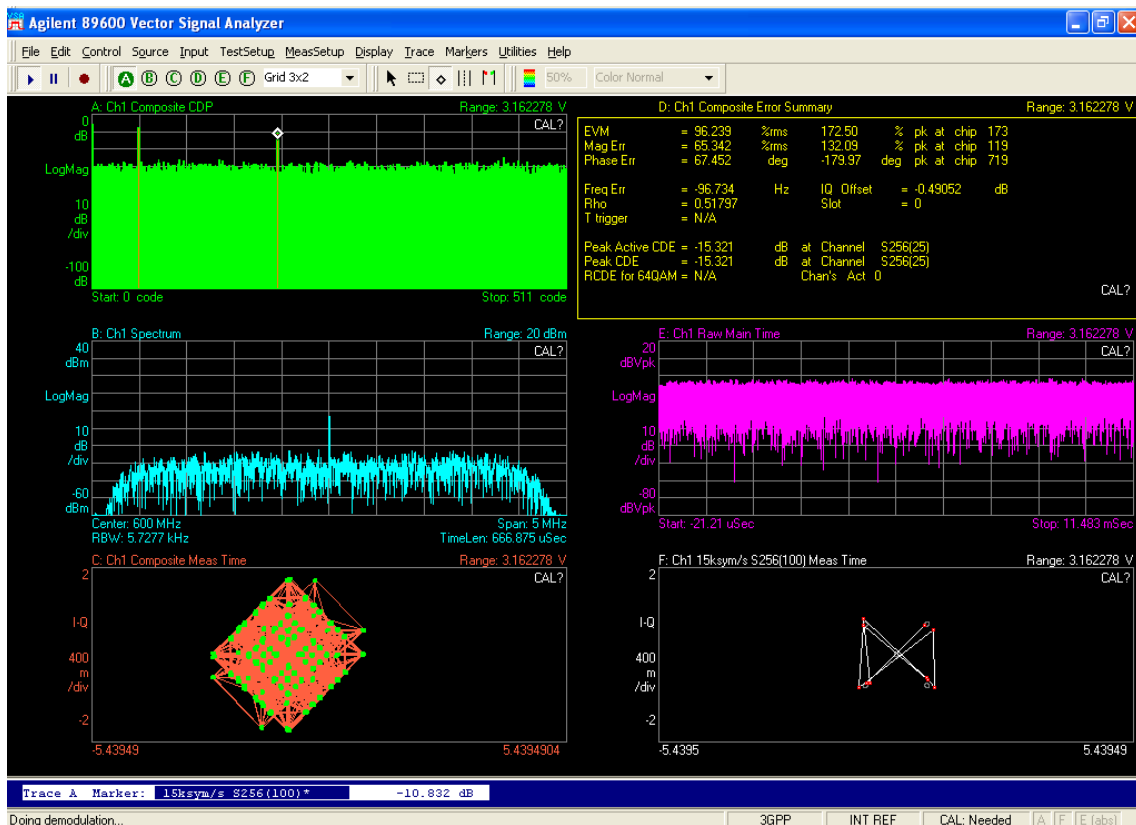 Agilent 89600 Vector Signal Analyzer
File Edit Control Source Input TestSetup MeasSetup Display Trace Markers Utilities Help
A B C D E F Grid 3x2 50% Color Normal
A: Ch1 Composite CDP Range: 3.162278 V
0
dB
CAL?
LogMag
10
dB
/div
-100
dB
Start: 0 code Stop: 511 code
D: Ch1 Composite Error Summary Range: 3.162278 V
EVM = 96.239 %rms 172.50 % pk at chip 173
Mag Err = 65.342 %rms 132.09 % pk at chip 119
Phase Err = 67.452 deg -179.97 deg pk at chip 719
Freq Err = -96.734 Hz IQ Offset = -0.49052 dB
Rho = 0.51797 Slot = 0
T trigger = N/A
Peak Active CDE = -15.321 dB at Channel S256(25)
Peak CDE = -15.321 dB at Channel S256(25)
RCDE for 64QAM = N/A Chan's Act 0
CAL?
B: Ch1 Spectrum Range: 20 dBm
40
dBm
CAL?
LogMag
10
dB
/div
-60
dBm
Center: 600 MHz Span: 5 MHz
RBW: 5.7277 kHz TimeLen: 666.875 uSec
E: Ch1 Raw Main Time Range: 3.162278 V
20
dBVpk
CAL?
LogMag
10
dB
/div
-80
dBVpk
Start: -21.21 uSec Stop: 11.483 mSec
C: Ch1 Composite Meas Time Range: 3.162278 V
2
CAL?
I-Q
400
m
/div
-2
-5.43949 5.4394904
F: Ch1 15ksym/s S256(100) Meas Time Range: 3.162278 V
2
CAL?
I-Q
400
m
/div
-2
-5.4395 5.43949
Trace A Marker: 15ksym/s S256(100)* -10.832 dB
Doing demodulation... 3GPP INT REF CAL: Needed A F E (abs)